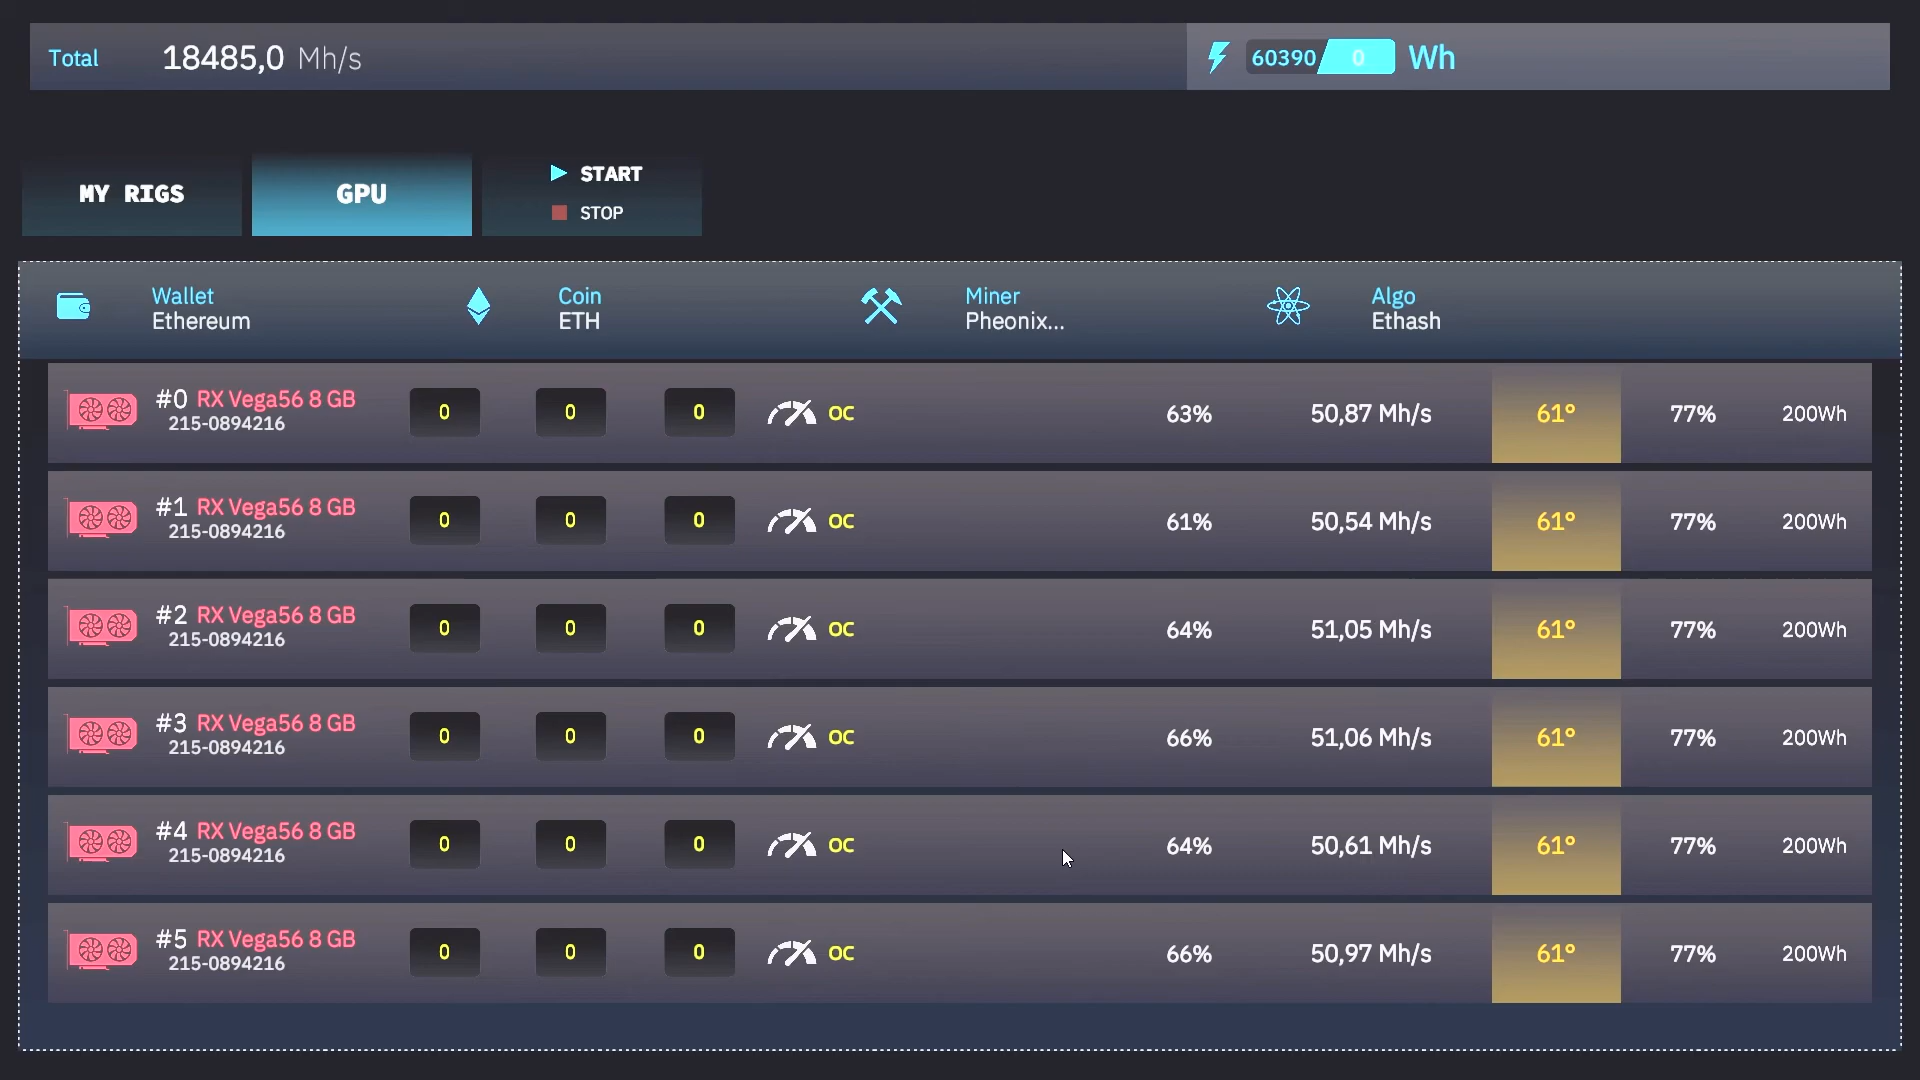 Total 18485,0 Mh/s 60390 0 Wh
MY RIGS GPU START
STOP
Wallet Coin Miner Algo
Ethereum ETH Pheonix... Ethash
#0 RX Vega56 8 GB 0 0 0 OC 63% 50,87 Mh/s 61° 77% 200Wh
215-0894216
#1 RX Vega56 8 GB 0 0 0 OC 61% 50,54 Mh/s 61° 77% 200Wh
215-0894216
#2 RX Vega56 8 GB 0 0 0 OC 64% 51,05 Mh/s 61° 77% 200Wh
215-0894216
#3 RX Vega56 8 GB 0 0 0 OC 66% 51,06 Mh/s 61° 77% 200Wh
215-0894216
#4 RX Vega56 8 GB 0 0 0 OC 64% 50,61 Mh/s 61° 77% 200Wh
215-0894216
#5 RX Vega56 8 GB 0 0 0 OC 66% 50,97 Mh/s 61° 77% 200Wh
215-0894216